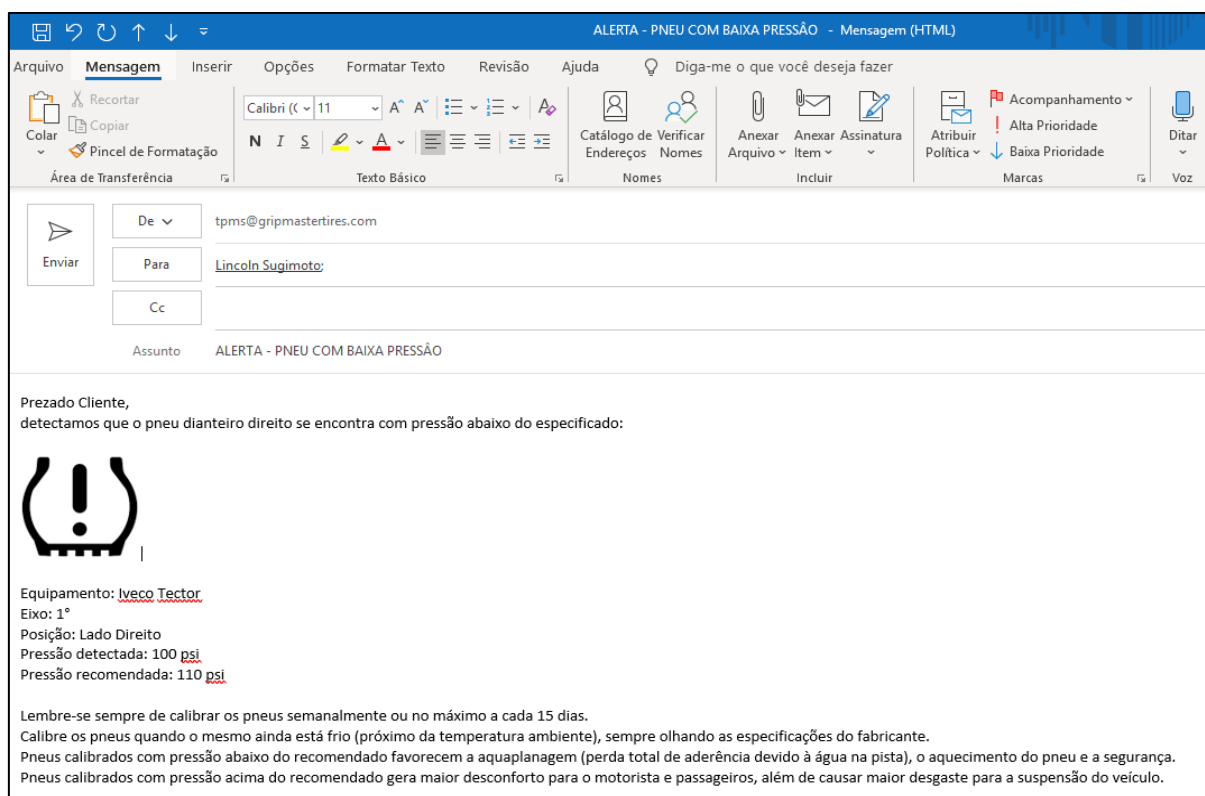 ALERTA - PNEU COM BAIXA PRESSÂO - Mensagem (HTML)
Arquivo Mensagem Inserir Opções Formatar Texto Revisão Ajuda Diga-me o que você deseja fazer
Colar
Recortar
Copiar
Pincel de Formatação
Área de Transferência
Calibri (( 11
N I S
Texto Básico
Catálogo de Endereços
Verificar Nomes
Nomes
Anexar Arquivo
Anexar Item
Assinatura
Incluir
Atribuir Política
Acompanhamento
Alta Prioridade
Baixa Prioridade
Marcas
Ditar
Voz
Enviar
De tpms@gripmastertires.com
Para Lincoln Sugimoto;
Cc
Assunto ALERTA - PNEU COM BAIXA PRESSÂO
Prezado Cliente,
detectamos que o pneu dianteiro direito se encontra com pressão abaixo do especificado:
Equipamento: Iveco Tector
Eixo: 1°
Posição: Lado Direito
Pressão detectada: 100 psi
Pressão recomendada: 110 psi
Lembre-se sempre de calibrar os pneus semanalmente ou no máximo a cada 15 dias.
Calibre os pneus quando o mesmo ainda está frio (próximo da temperatura ambiente), sempre olhando as especificações do fabricante.
Pneus calibrados com pressão abaixo do recomendado favorecem a aquaplanagem (perda total de aderência devido à água na pista), o aquecimento do pneu e a segurança.
Pneus calibrados com pressão acima do recomendado gera maior desconforto para o motorista e passageiros, além de causar maior desgaste para a suspensão do veículo.